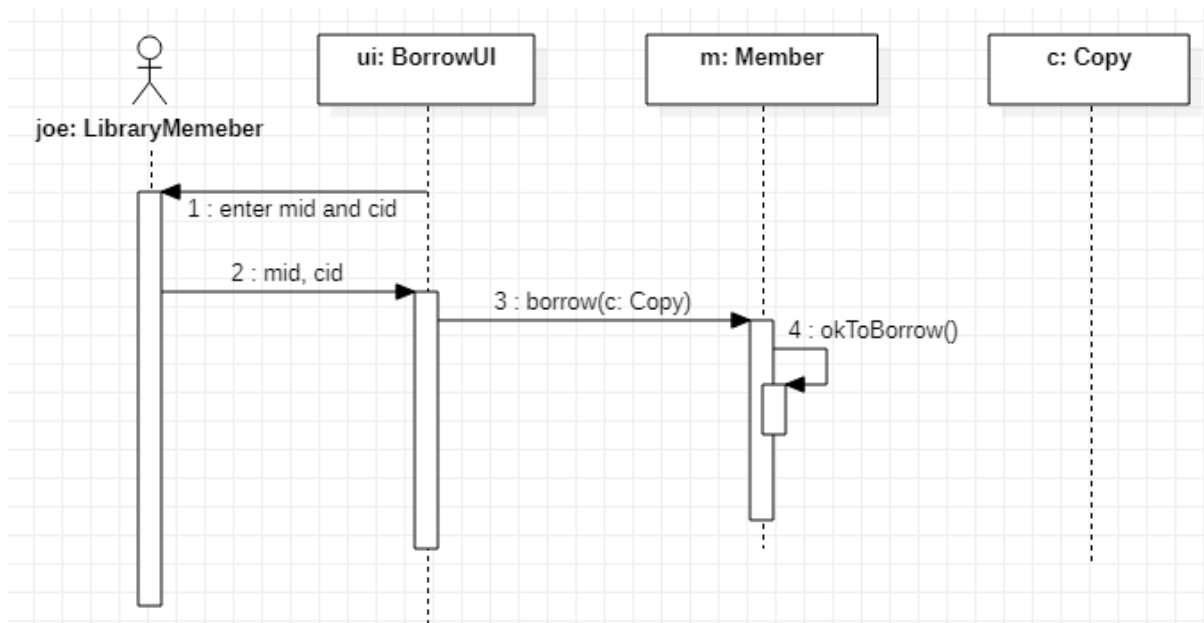 ui: BorrowUI
m: Member
c: Copy
joe: LibraryMemeber
1 : enter mid and cid
2 : mid, cid
3 : borrow(c: Copy)
4 : okToBorrow()